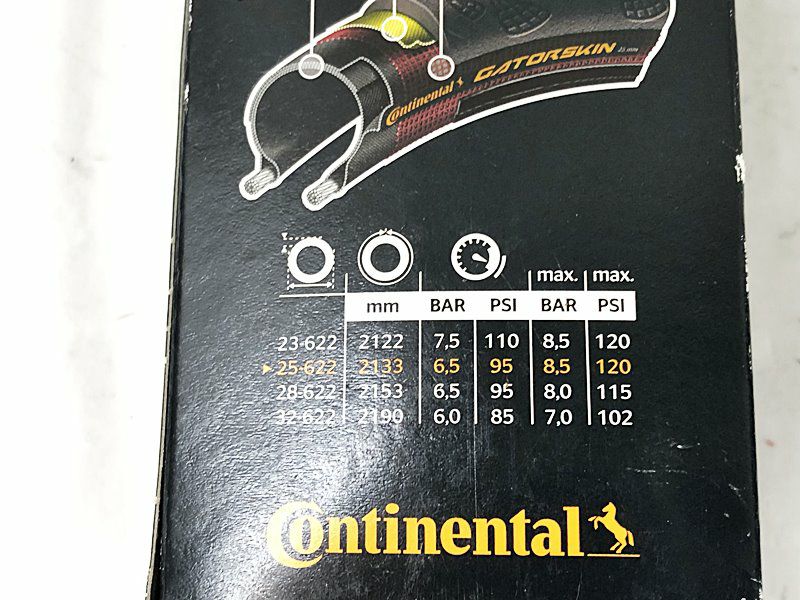 Continental GATORSKIN 25 mm
max. max.
mm BAR PSI BAR PSI
23-622 2122 7,5 110 8,5 120
▸25-622 2133 6,5 95 8,5 120
28-622 2153 6,5 95 8,0 115
32-622 2190 6,0 85 7,0 102
Continental